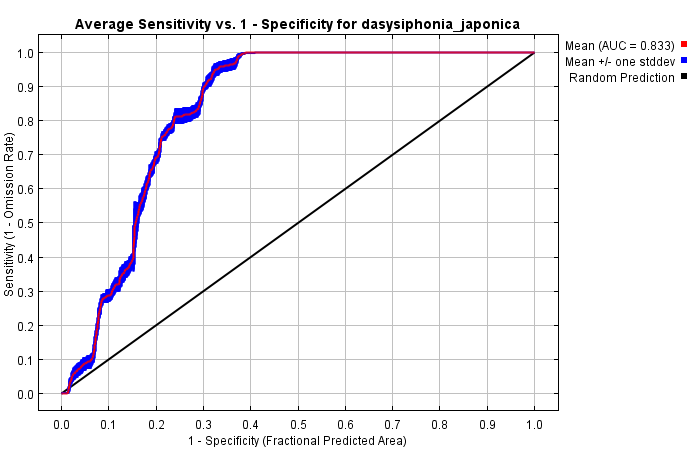 Average Sensitivity vs. 1 - Specificity for dasysiphonia_japonica
Mean (AUC = 0.833)
Mean +/- one stddev
Random Prediction
Sensitivity (1 - Omission Rate)
1.0
0.9
0.8
0.7
0.6
0.5
0.4
0.3
0.2
0.1
0.0
0.0 0.1 0.2 0.3 0.4 0.5 0.6 0.7 0.8 0.9 1.0
1 - Specificity (Fractional Predicted Area)